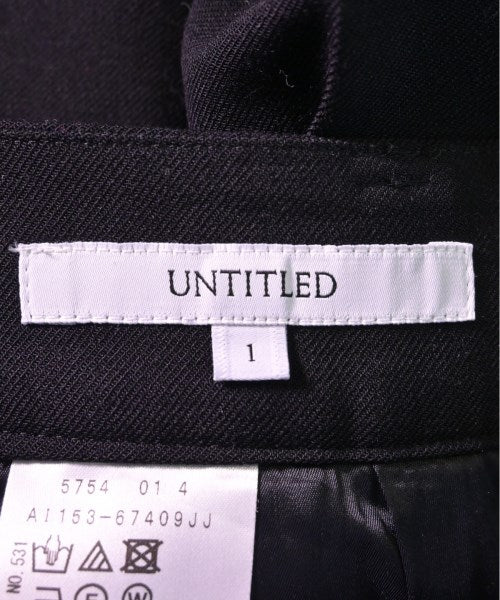 UNTITLED
1
5754 01 4
AI153-67409JJ
NO. 531
F W